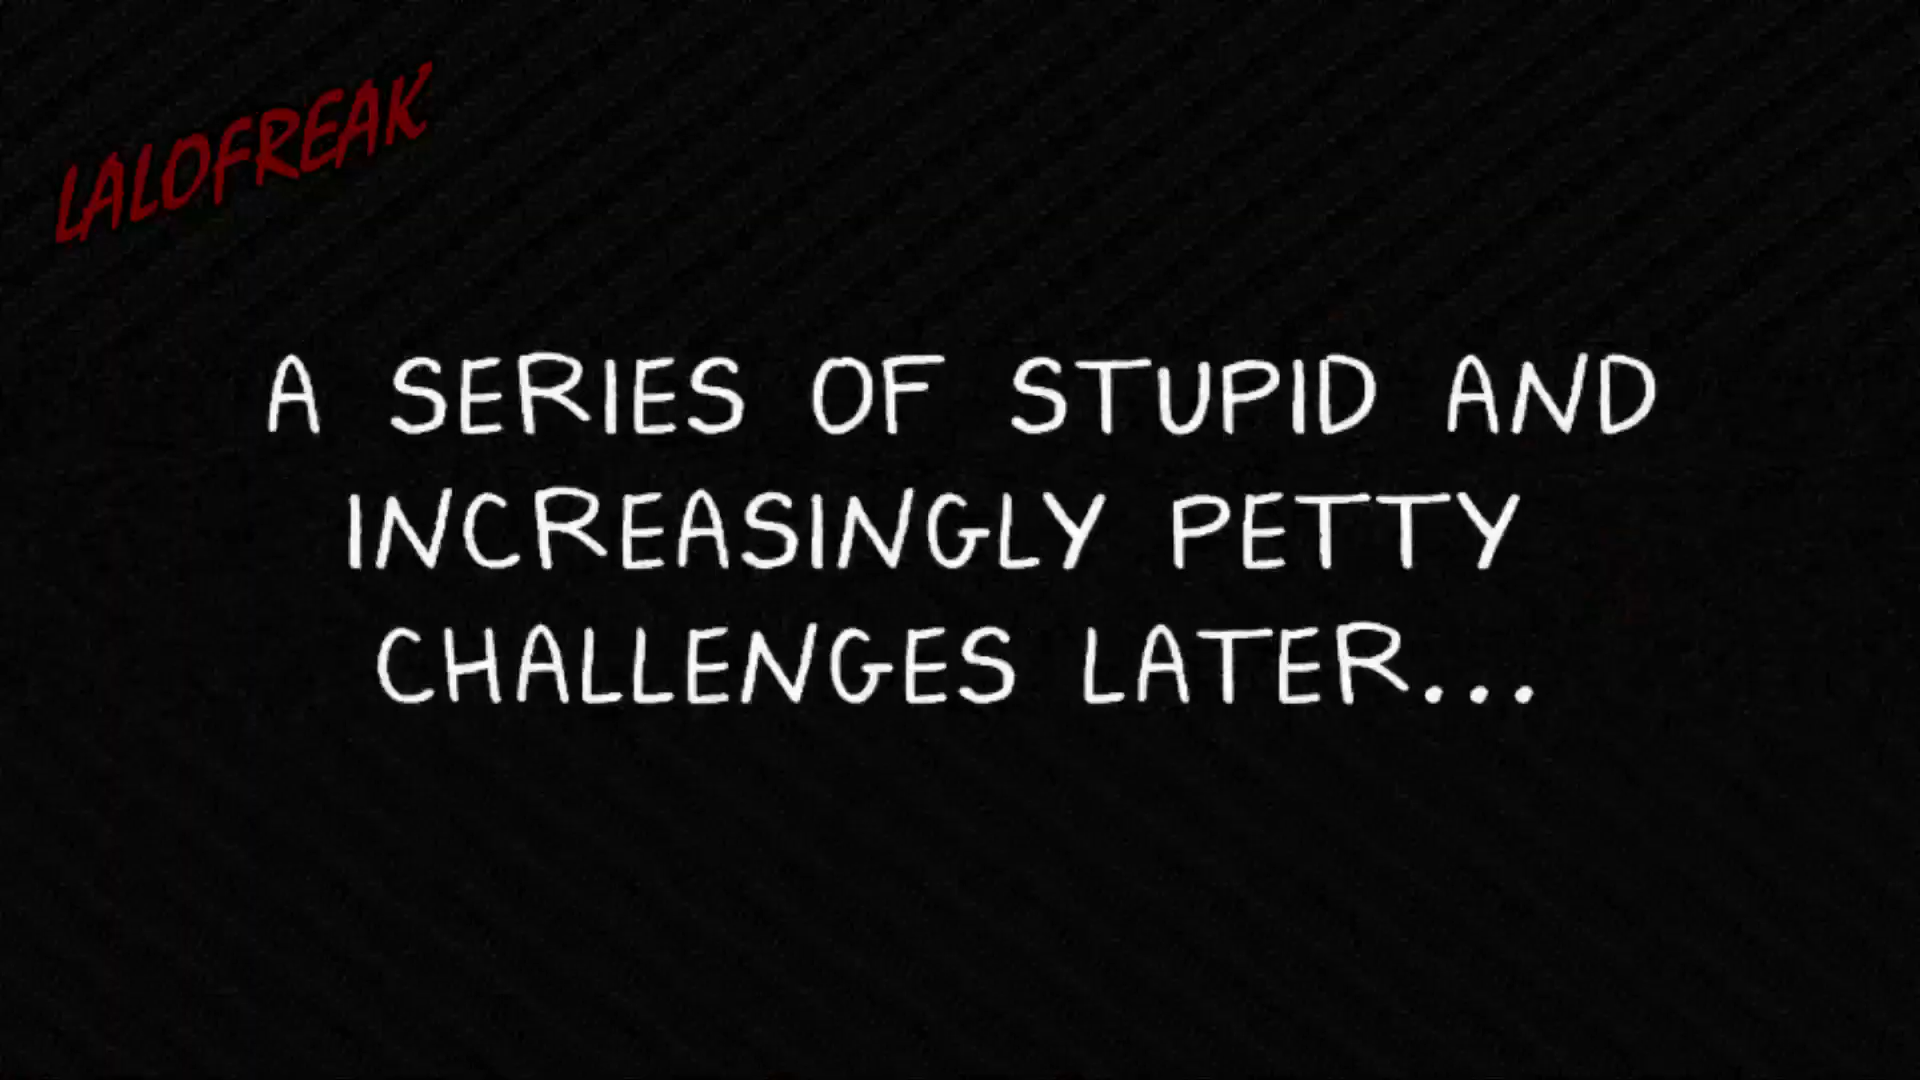 LALOFREAK
A SERIES OF STUPID AND
INCREASINGLY PETTY
CHALLENGES LATER...